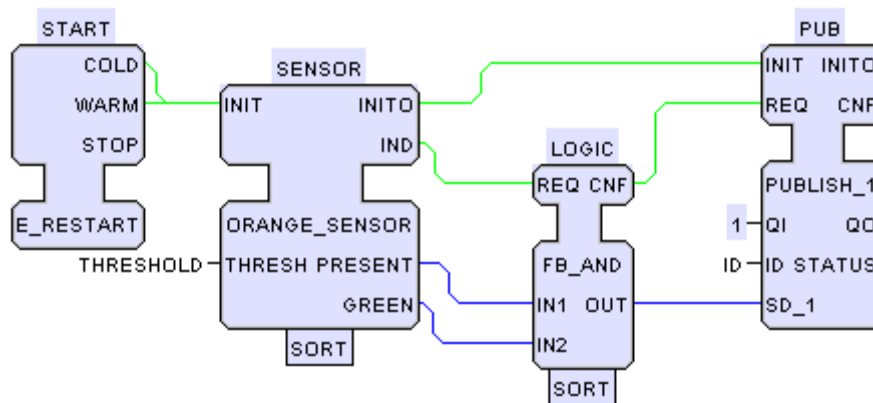 START
COLD
WARM
STOP
E_RESTART
SENSOR
INIT INITO
IND
ORANGE_SENSOR
THRESHOLD
THRESH PRESENT
GREEN
SORT
LOGIC
REQ CNF
FB_AND
IN1 OUT
IN2
SORT
PUB
INIT INITO
REQ CNF
PUBLISH_1
1
QI QO
ID
ID STATUS
SD_1